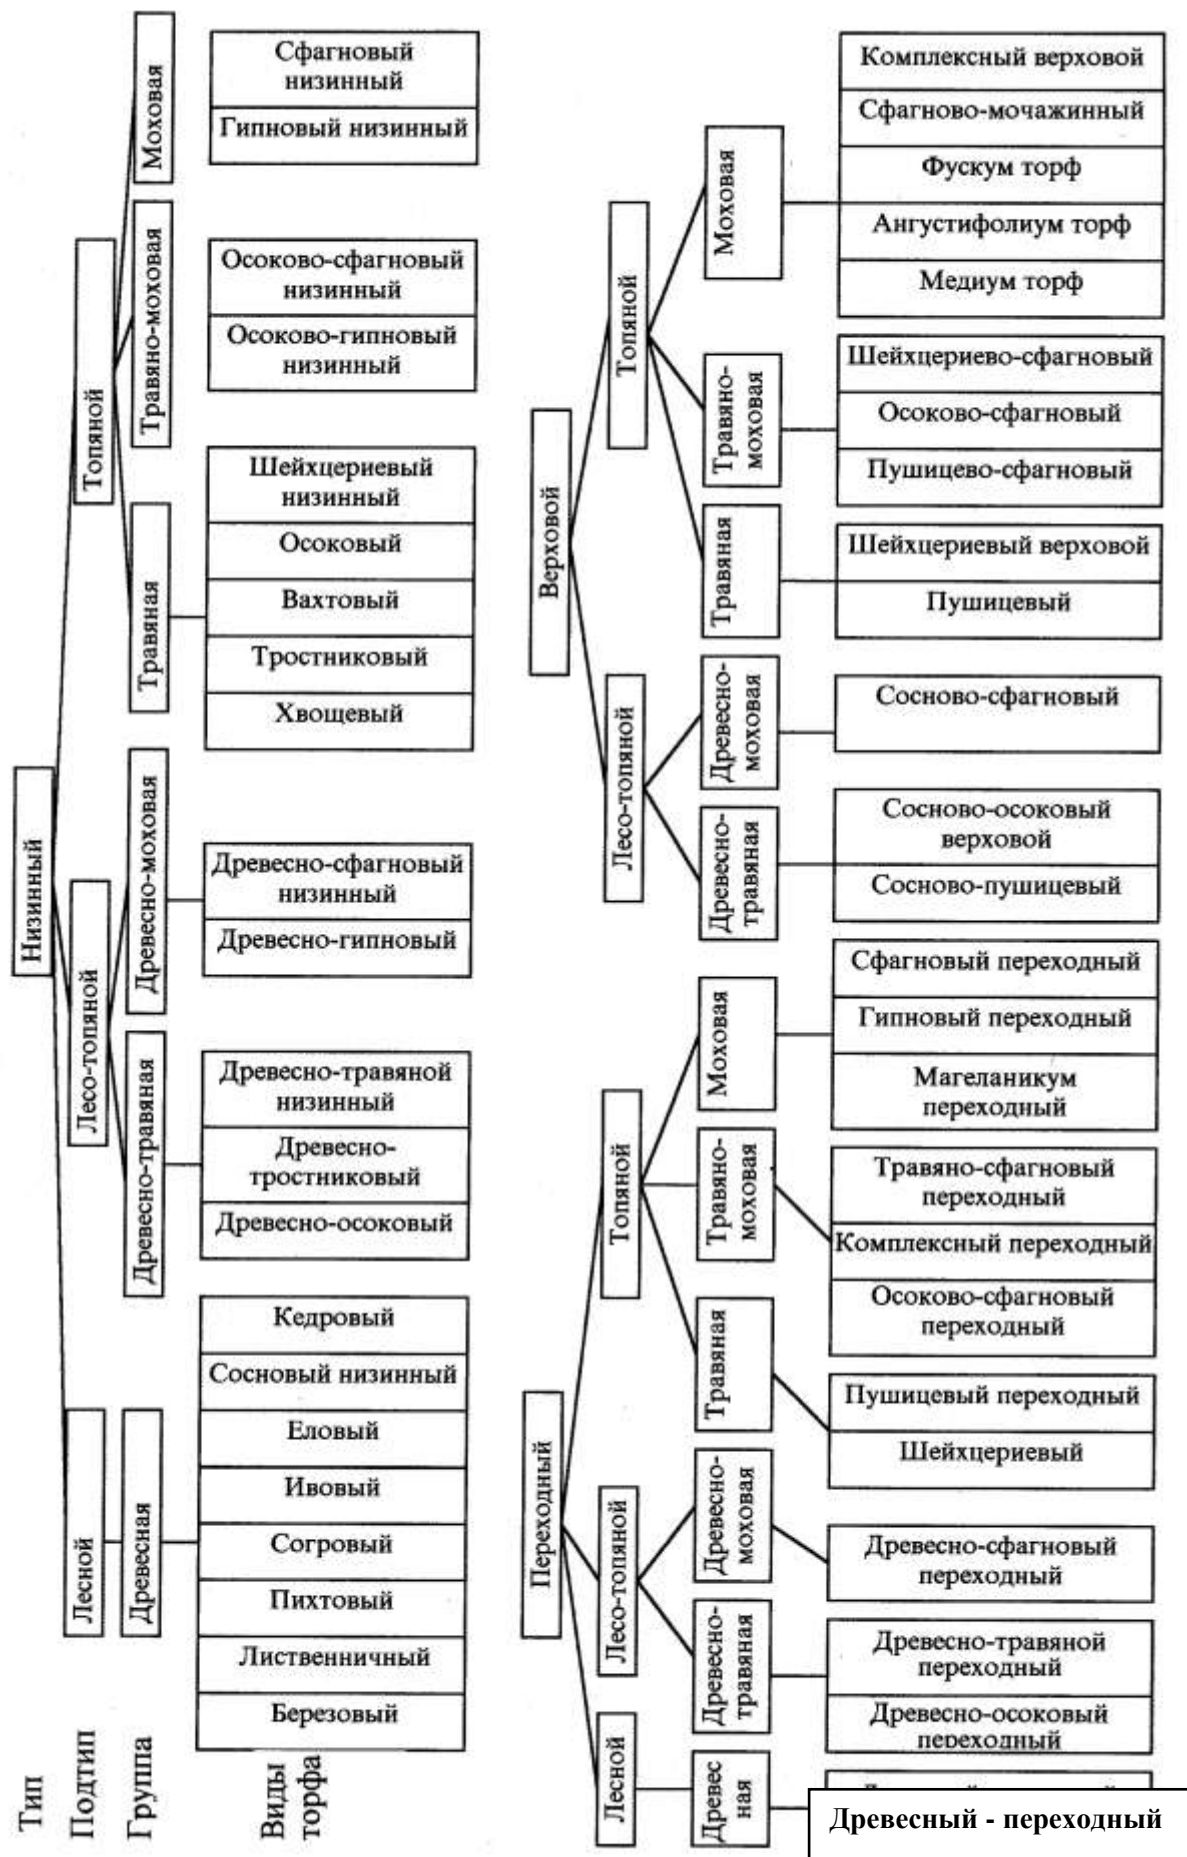 Тип
Подтип
Группа
Виды
торфа
Низинный
Топяной
Моховая
Сфагновый
низинный
Гипновый низинный
Травяно-моховая
Осоково-сфагновый
низинный
Осоково-гипновый
низинный
Травяная
Шейхцериевый
низинный
Осоковый
Вахтовый
Тростниковый
Хвощевый
Лесо-топяной
Древесно-моховая
Древесно-сфагновый
низинный
Древесно-гипновый
Древесно-травяная
Древесно-травяной
низинный
Древесно-
тростниковый
Древесно-осоковый
Лесной
Древесная
Кедровый
Сосновый низинный
Еловый
Ивовый
Согровый
Пихтовый
Лиственничный
Березовый
Верховой
Топяной
Моховая
Комплексный верховой
Сфагново-мочажинный
Фускум торф
Ангустифолиум торф
Медиум торф
Травяно-
моховая
Шейхцериево-сфагновый
Осоково-сфагновый
Пушицево-сфагновый
Травяная
Шейхцериевый верховой
Пушицевый
Лесо-топяной
Древесно-
моховая
Сосново-сфагновый
Древесно-
травяная
Сосново-осоковый
верховой
Сосново-пушицевый
Переходный
Топяной
Моховая
Сфагновый переходный
Гипновый переходный
Магеланикум
переходный
Травяно-
моховая
Травяно-сфагновый
переходный
Комплексный переходный
Осоково-сфагновый
переходный
Травяная
Пушицевый переходный
Шейхцериевый
Лесо-топяной
Древесно-
моховая
Древесно-сфагновый
переходный
Древесно-
травяная
Древесно-травяной
переходный
Древесно-осоковый
переходный
Лесной
Древес
ная
Древесный - переходный